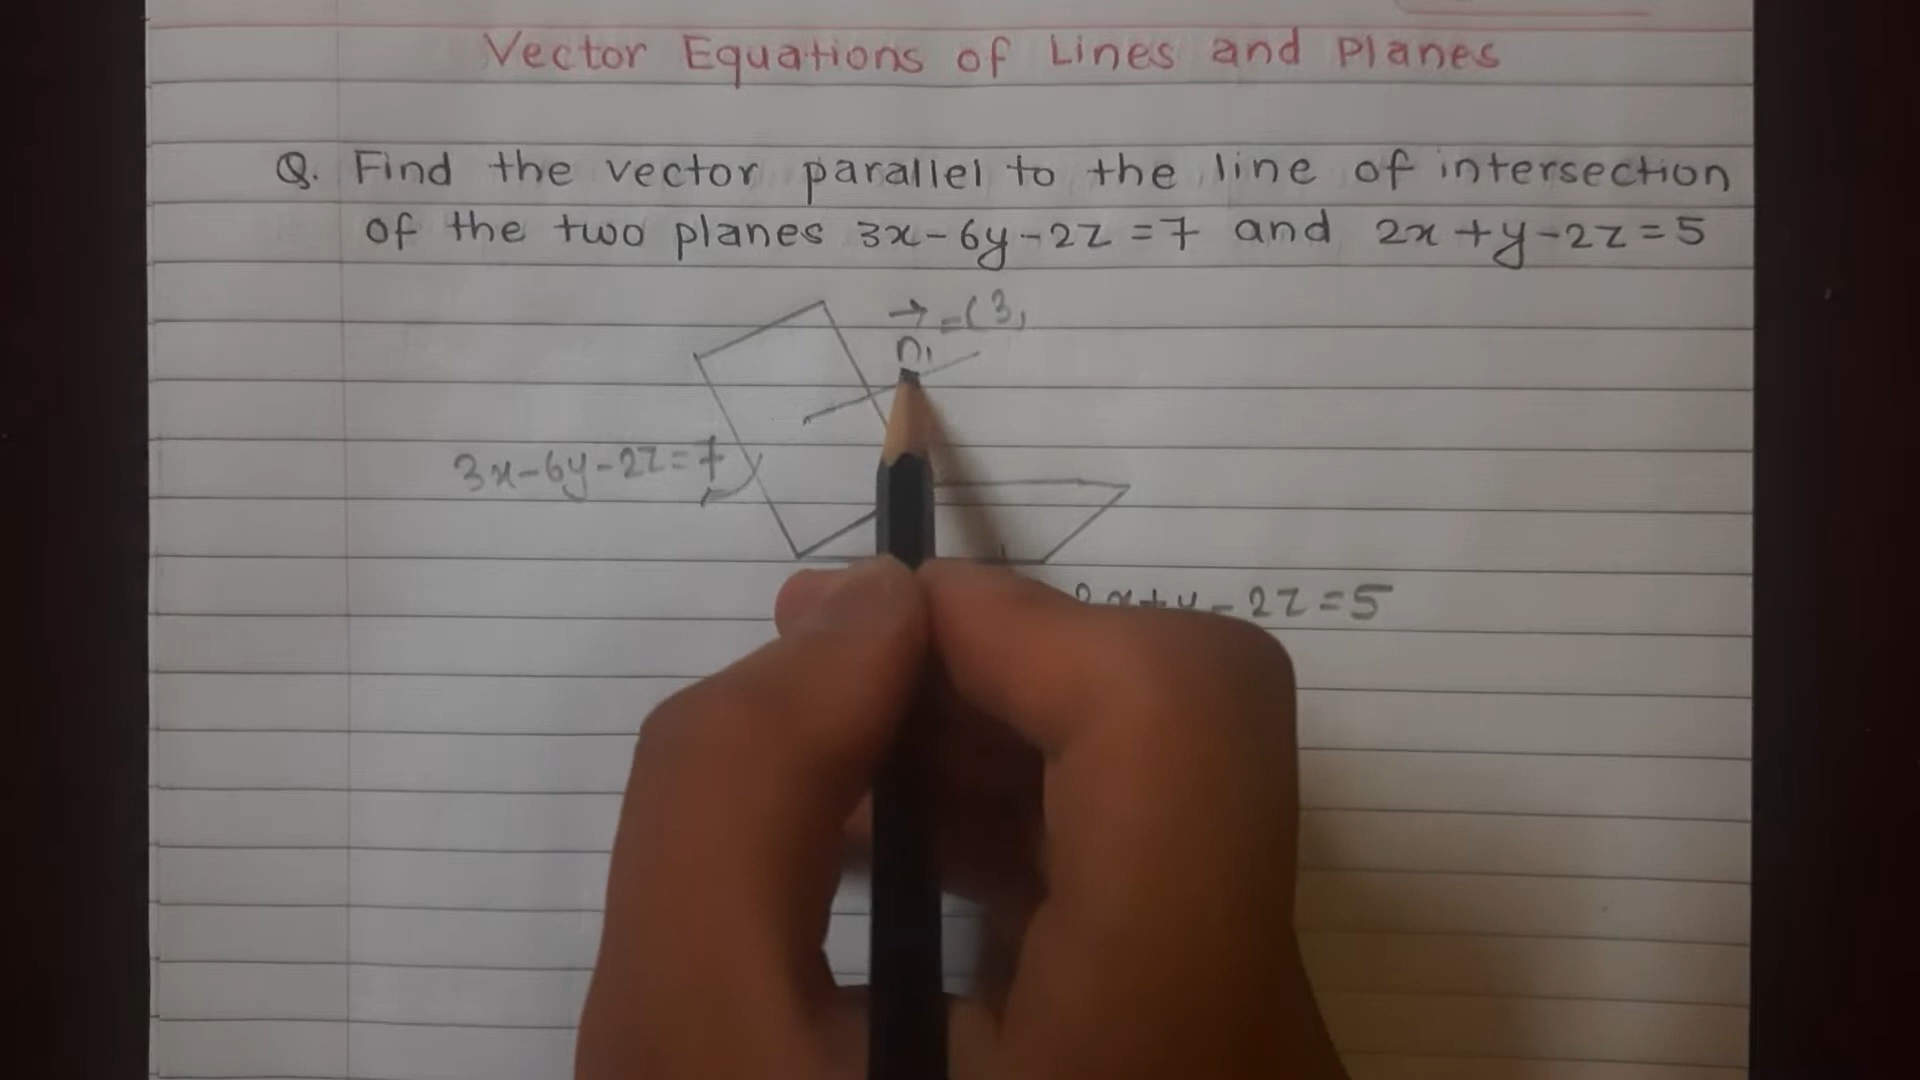 Vector Equations of Lines and Planes
Q. Find the vector parallel to the line of intersection
of the two planes 3x-6y-2z=7 and 2x+y-2z=5
n₁ =(3,
3x-6y-2z=7
2x+y-2z=5